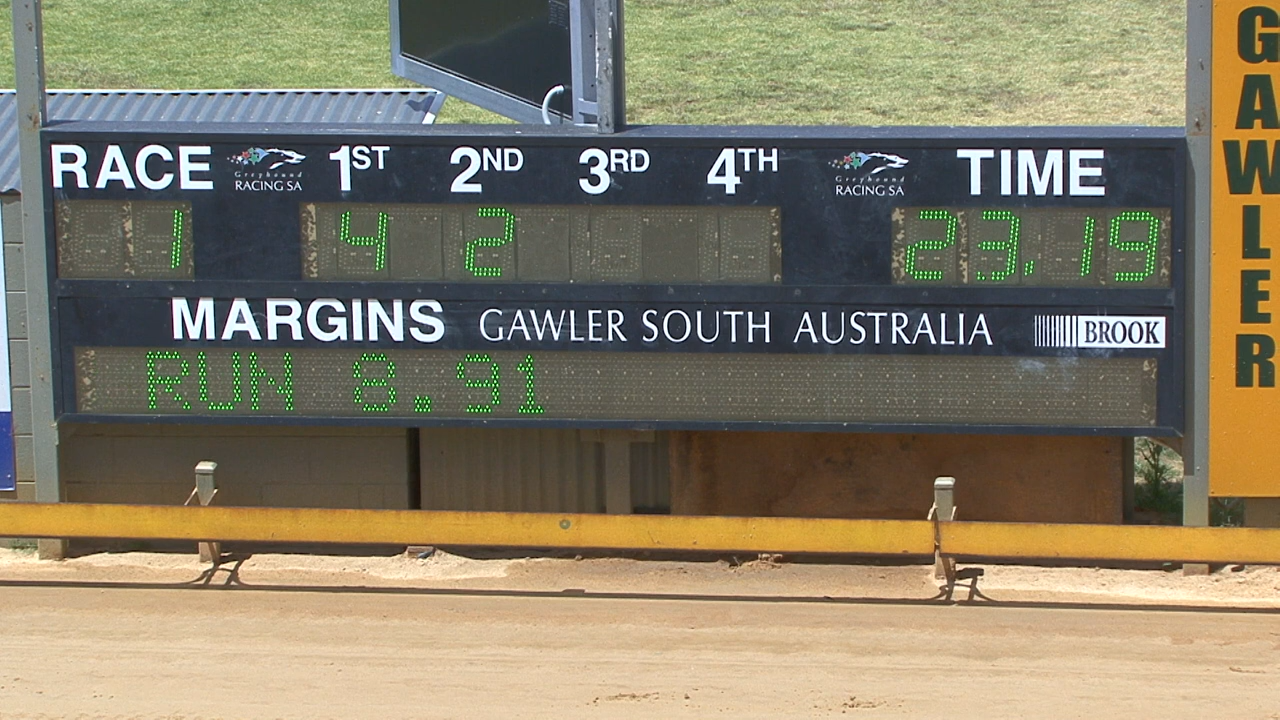 RACE Greyhound RACING SA 1ST 2ND 3RD 4TH Greyhound RACING SA TIME
1 4 2 23.19
MARGINS GAWLER SOUTH AUSTRALIA BROOK
RUN 8.91
GAWLER